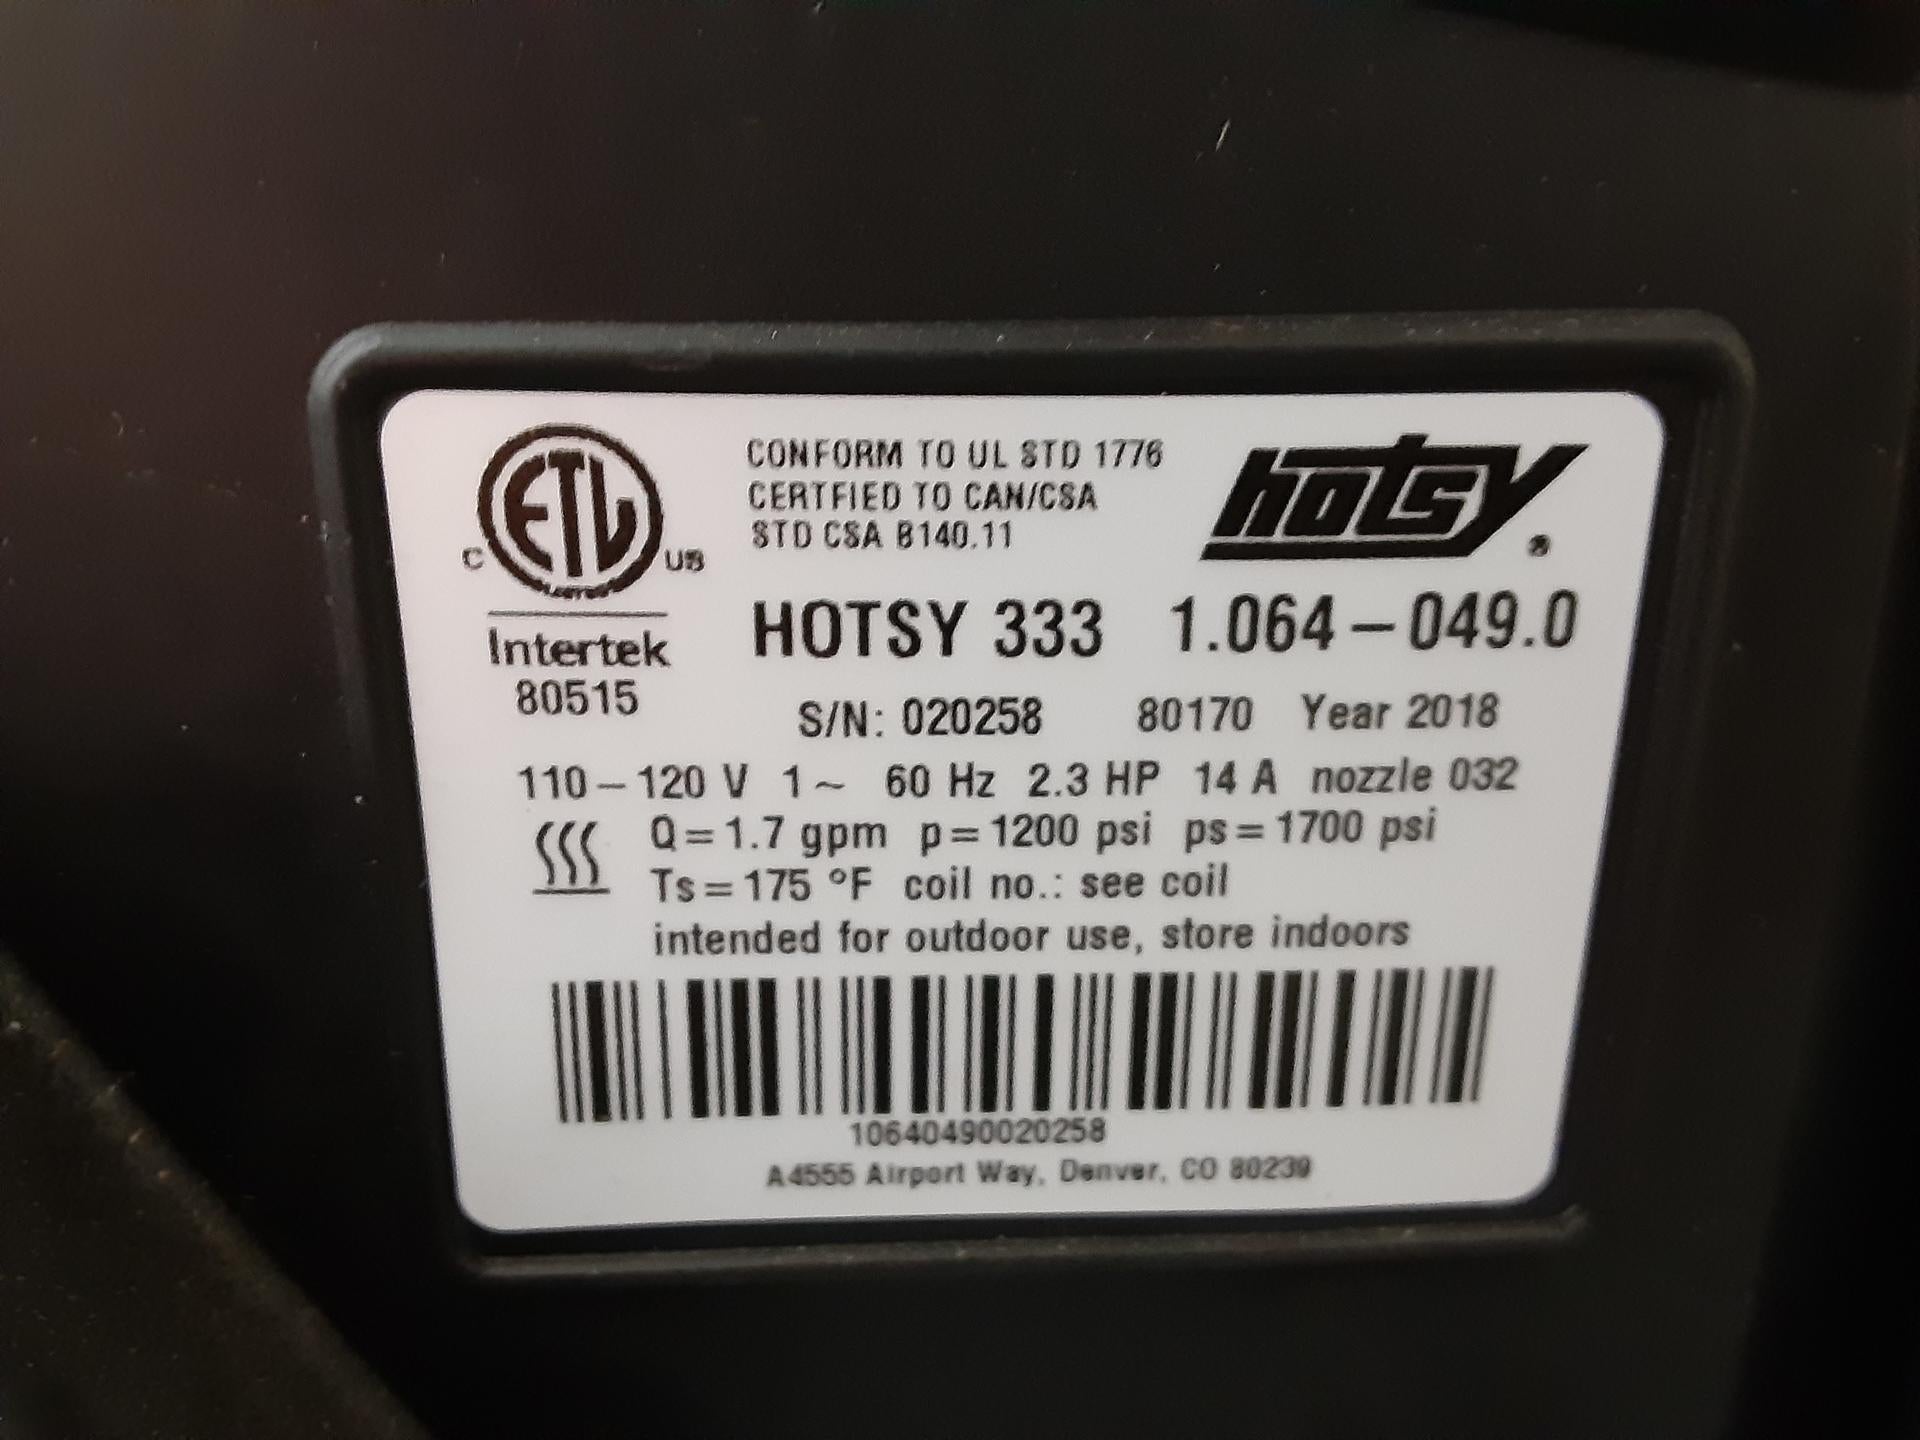 ETL
C US
Intertek
80515
CONFORM TO UL STD 1776
CERTFIED TO CAN/CSA
STD CSA B140.11
hotsy ®
HOTSY 333 1.064-049.0
S/N: 020258 80170 Year 2018
110-120 V 1~ 60 Hz 2.3 HP 14 A nozzle 032
Q=1.7 gpm p=1200 psi ps=1700 psi
Ts=175 °F coil no.: see coil
intended for outdoor use, store indoors
10640490020258
A4555 Airport Way, Denver, CO 80239